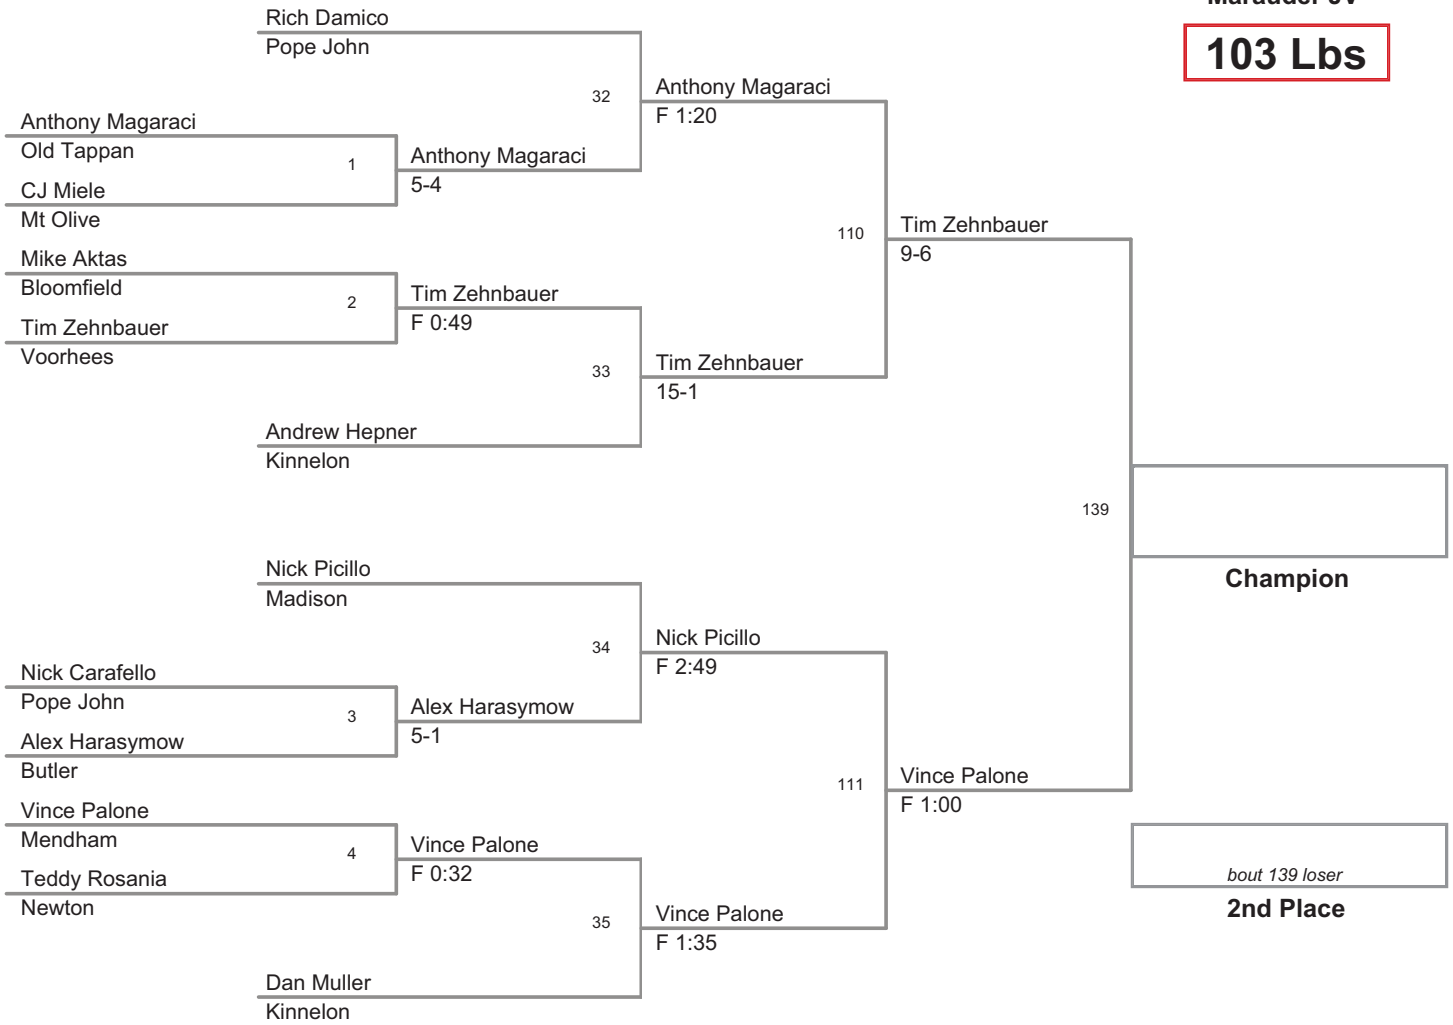 Marauder JV
103 Lbs
Rich Damico
Pope John
32
Anthony Magaraci
F 1:20
Anthony Magaraci
Old Tappan
1
Anthony Magaraci
5-4
CJ Miele
Mt Olive
110
Tim Zehnbauer
9-6
Mike Aktas
Bloomfield
2
Tim Zehnbauer
F 0:49
Tim Zehnbauer
Voorhees
33
Tim Zehnbauer
15-1
Andrew Hepner
Kinnelon
139
Champion
Nick Picillo
Madison
34
Nick Picillo
F 2:49
Nick Carafello
Pope John
3
Alex Harasymow
5-1
Alex Harasymow
Butler
111
Vince Palone
F 1:00
Vince Palone
Mendham
4
Vince Palone
F 0:32
Teddy Rosania
Newton
bout 139 loser
2nd Place
35
Vince Palone
F 1:35
Dan Muller
Kinnelon